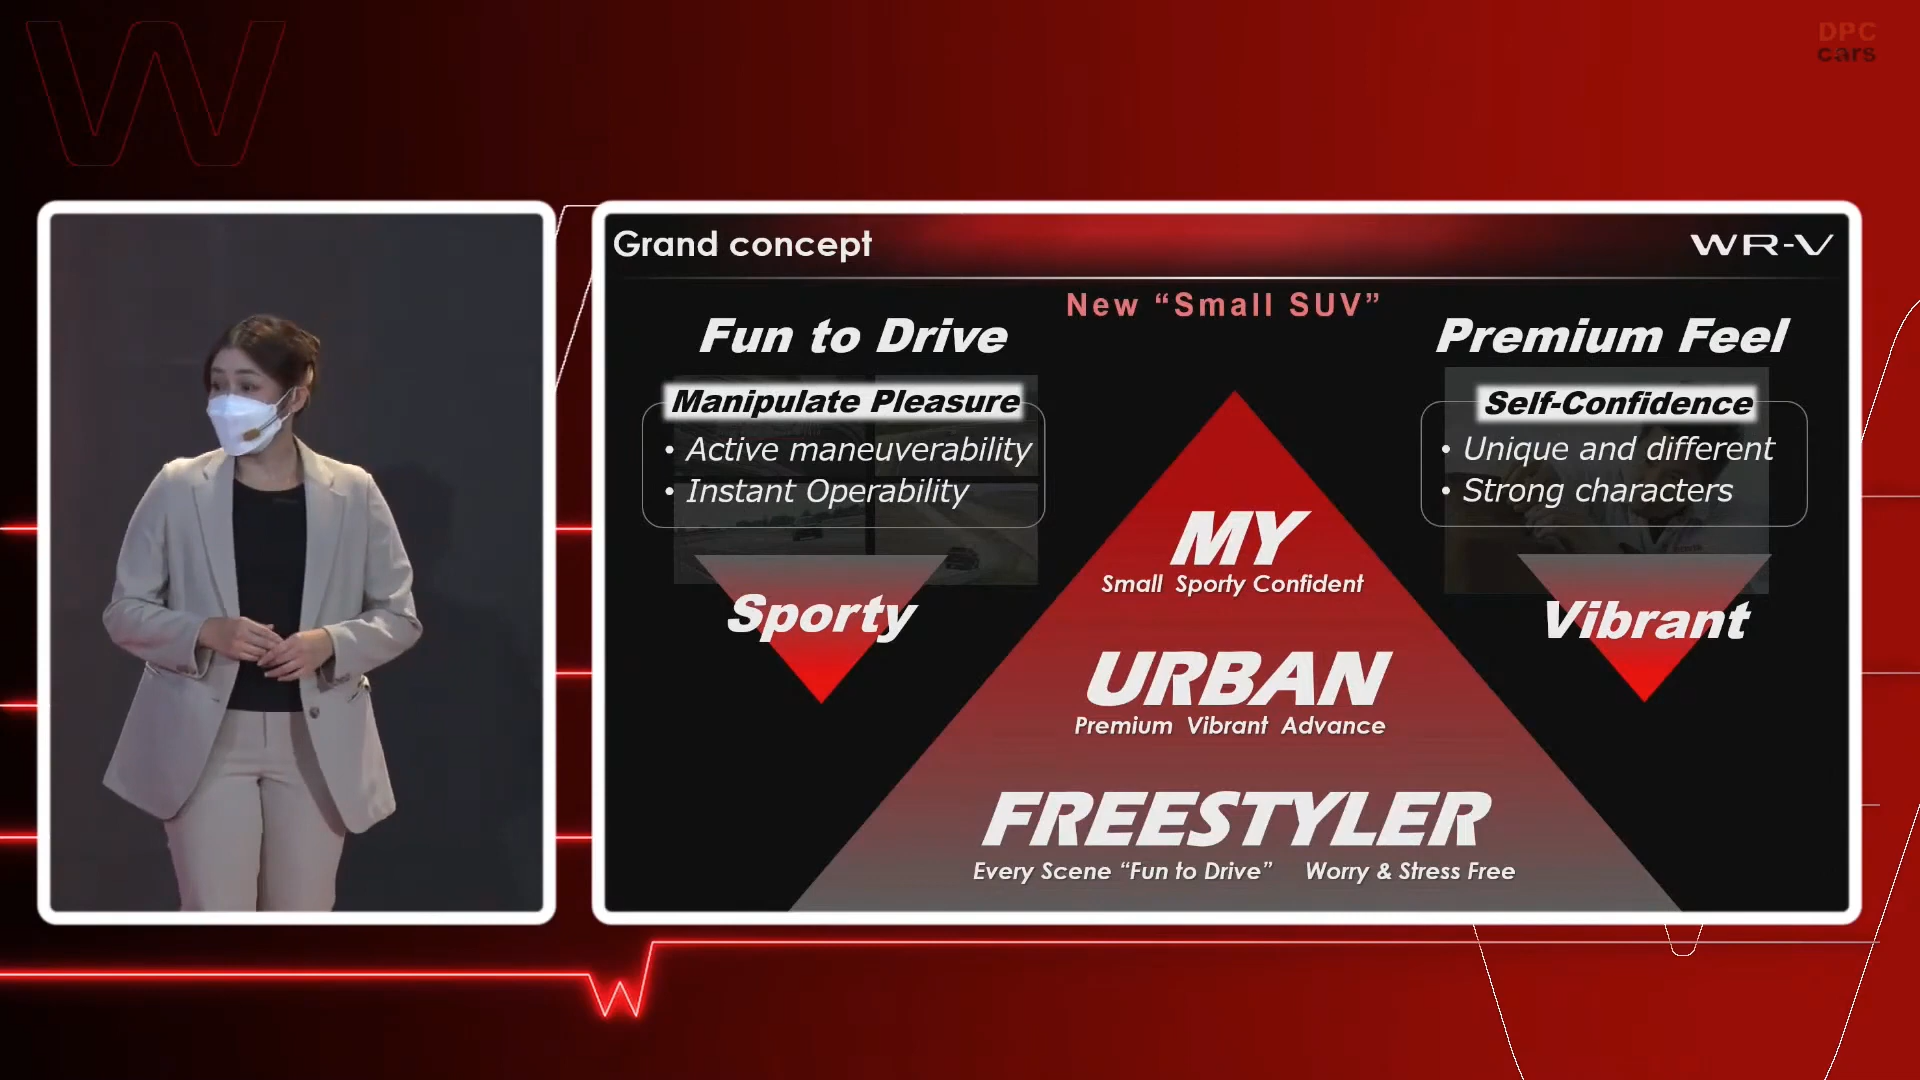 W
DPC
cars
Grand concept
WR-V
New “Small SUV”
Fun to Drive
Manipulate Pleasure
• Active maneuverability
• Instant Operability
Sporty
Premium Feel
Self-Confidence
• Unique and different
• Strong characters
Vibrant
MY
Small Sporty Confident
URBAN
Premium Vibrant Advance
FREESTYLER
Every Scene “Fun to Drive” Worry & Stress Free